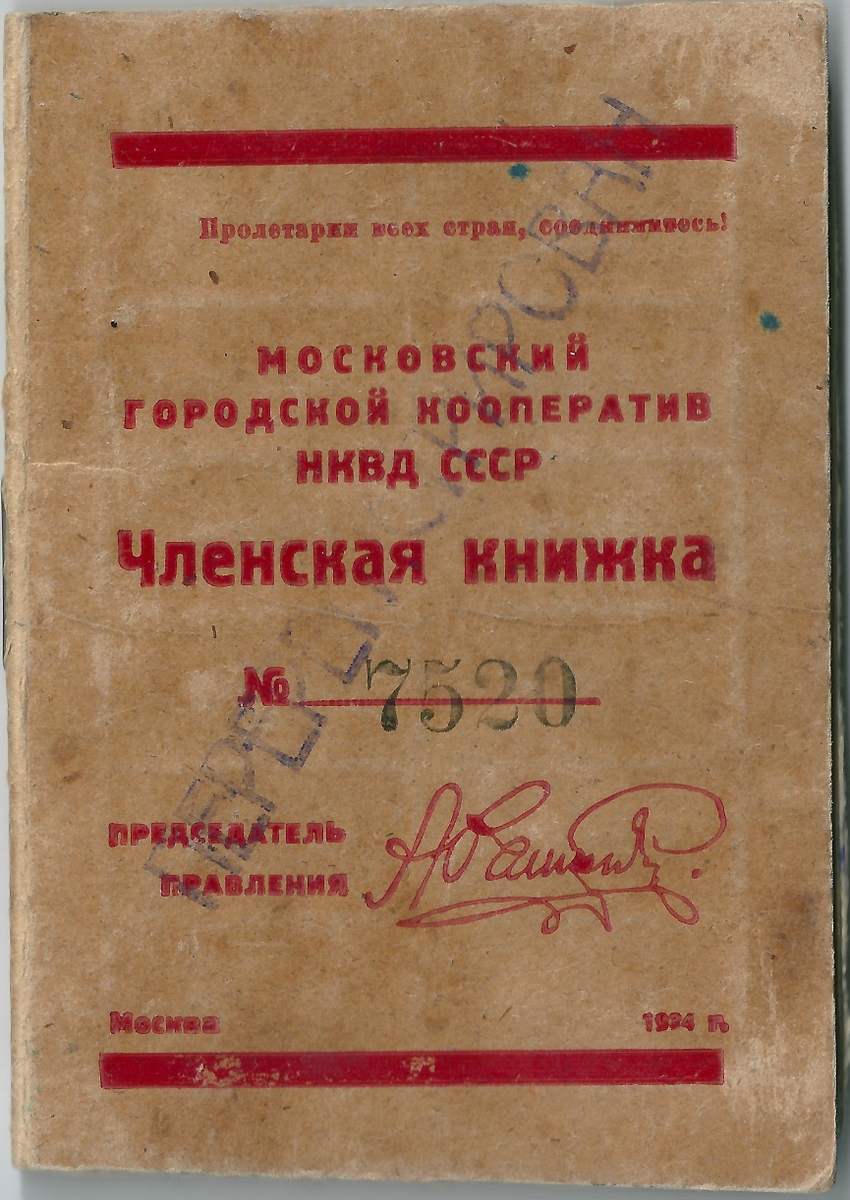 Пролетарии всех стран, соединяйтесь!
МОСКОВСКИЙ
ГОРОДСКОЙ КООПЕРАТИВ
НКВД СССР
Членская книжка
№ 7520
ПРЕДСЕДАТЕЛЬ
ПРАВЛЕНИЯ
Москва 1934 г.